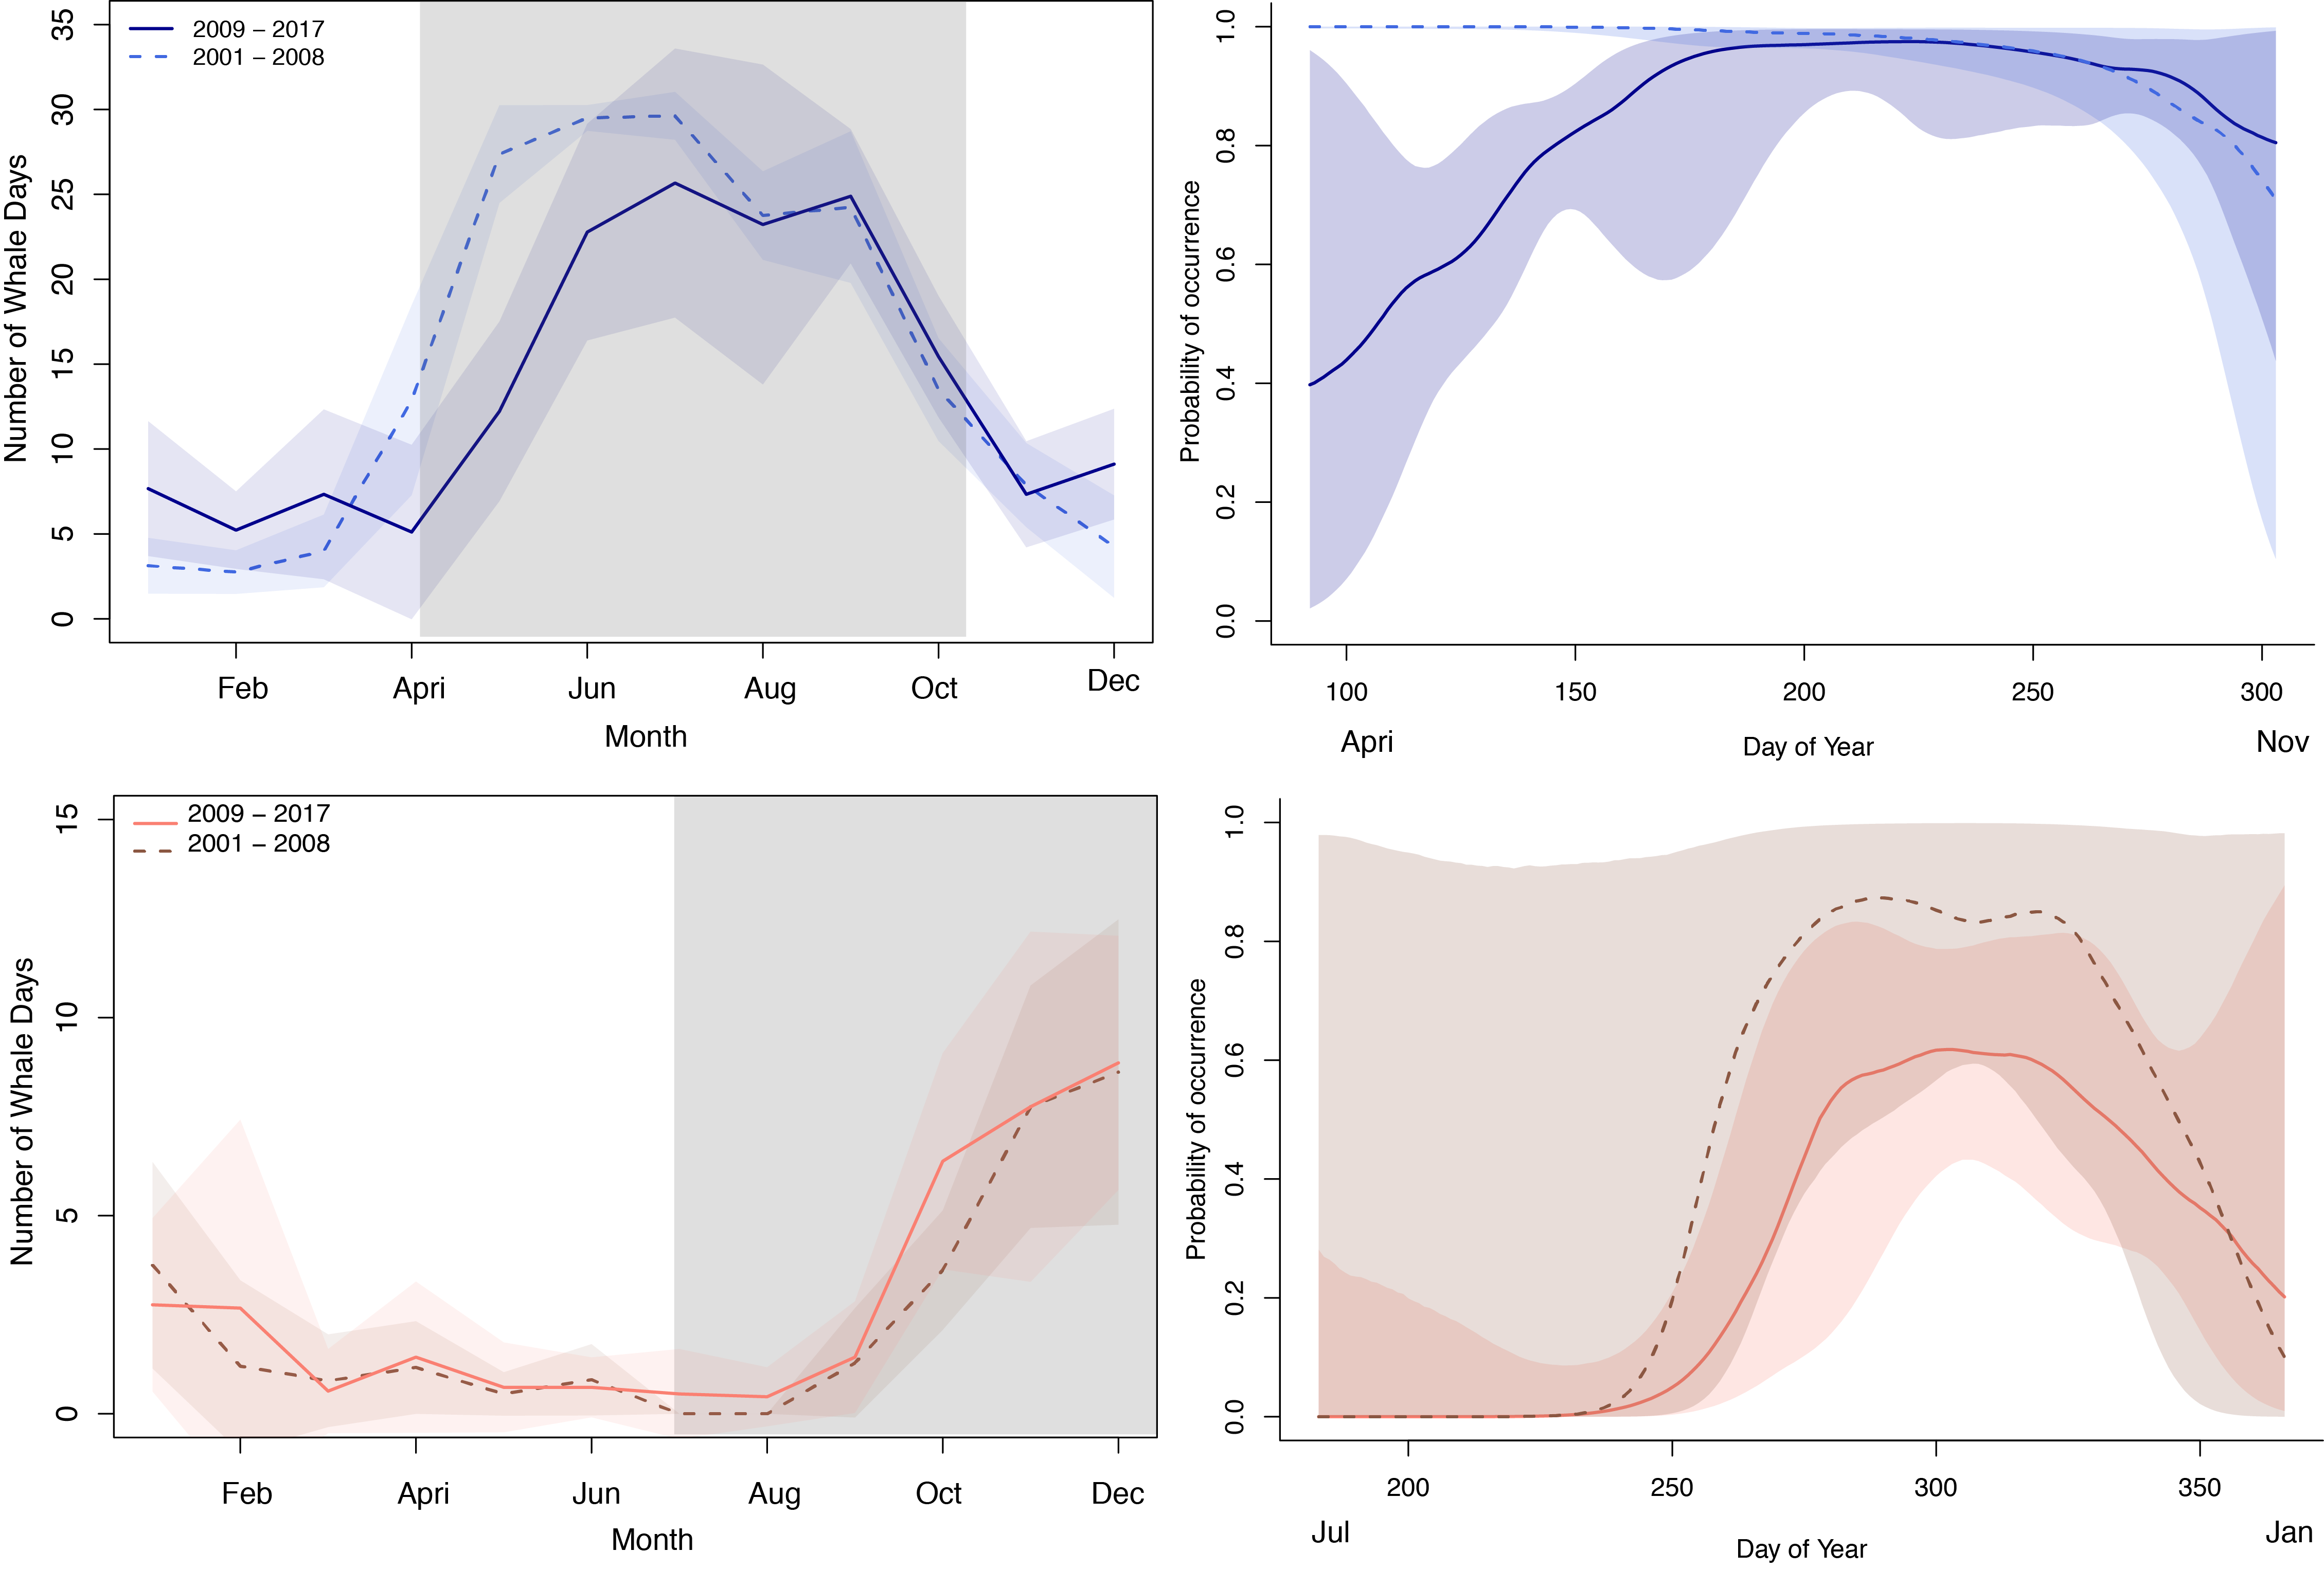 2009 – 2017
2001 – 2008
Number of Whale Days
0 5 10 15 20 25 30 35
Feb Apri Jun Aug Oct Dec
Month
Probability of occurrence
0.0 0.2 0.4 0.6 0.8 1.0
100 150 200 250 300
Apri Day of Year Nov
2009 – 2017
2001 – 2008
Number of Whale Days
0 5 10 15
Feb Apri Jun Aug Oct Dec
Month
Probability of occurrence
0.0 0.2 0.4 0.6 0.8 1.0
200 250 300 350
Jul Day of Year Jan